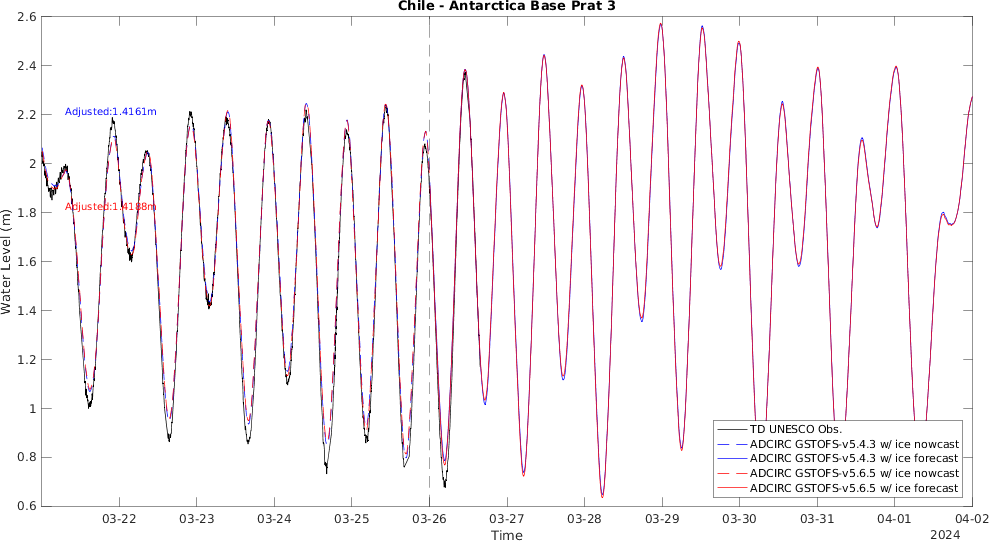 Chile - Antarctica Base Prat 3
2.6
2.4
2.2
2
1.8
1.6
1.4
1.2
1
0.8
0.6
Water Level (m)
Adjusted:1.4161m
Adjusted:1.4188m
TD UNESCO Obs.
ADCIRC GSTOFS-v5.4.3 w/ ice nowcast
ADCIRC GSTOFS-v5.4.3 w/ ice forecast
ADCIRC GSTOFS-v5.6.5 w/ ice nowcast
ADCIRC GSTOFS-v5.6.5 w/ ice forecast
03-22 03-23 03-24 03-25 03-26 03-27 03-28 03-29 03-30 03-31 04-01 04-02
Time
2024